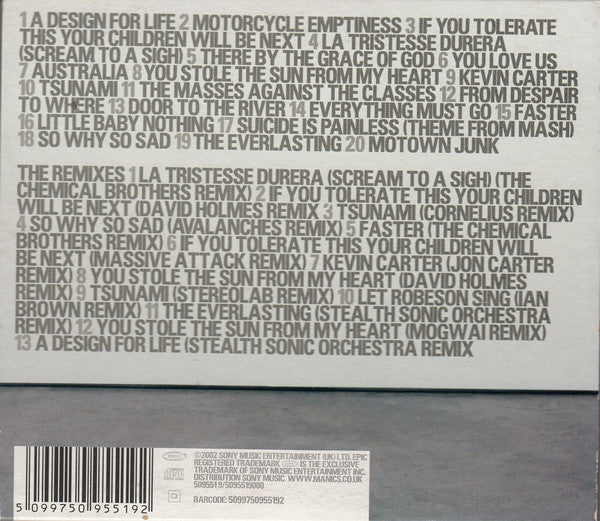 1 A DESIGN FOR LIFE 2 MOTORCYCLE EMPTINESS 3 IF YOU TOLERATE
THIS YOUR CHILDREN WILL BE NEXT 4 LA TRISTESSE DURERA
(SCREAM TO A SIGH) 5 THERE BY THE GRACE OF GOD 6 YOU LOVE US
7 AUSTRALIA 8 YOU STOLE THE SUN FROM MY HEART 9 KEVIN CARTER
10 TSUNAMI 11 THE MASSES AGAINST THE CLASSES 12 FROM DESPAIR
TO WHERE 13 DOOR TO THE RIVER 14 EVERYTHING MUST GO 15 FASTER
16 LITTLE BABY NOTHING 17 SUICIDE IS PAINLESS (THEME FROM MASH)
18 SO WHY SO SAD 19 THE EVERLASTING 20 MOTOWN JUNK
THE REMIXES 1 LA TRISTESSE DURERA (SCREAM TO A SIGH) (THE
CHEMICAL BROTHERS REMIX) 2 IF YOU TOLERATE THIS YOUR CHILDREN
WILL BE NEXT (DAVID HOLMES REMIX 3 TSUNAMI (CORNELIUS REMIX)
4 SO WHY SO SAD (AVALANCHES REMIX) 5 FASTER (THE CHEMICAL
BROTHERS REMIX) 6 IF YOU TOLERATE THIS YOUR CHILDREN WILL
BE NEXT (MASSIVE ATTACK REMIX) 7 KEVIN CARTER (JON CARTER
REMIX) 8 YOU STOLE THE SUN FROM MY HEART (DAVID HOLMES
REMIX) 9 TSUNAMI (STEREOLAB REMIX) 10 LET ROBESON SING (IAN
BROWN REMIX) 11 THE EVERLASTING (STEALTH SONIC ORCHESTRA
REMIX) 12 YOU STOLE THE SUN FROM MY HEART (MOGWAI REMIX)
13 A DESIGN FOR LIFE (STEALTH SONIC ORCHESTRA REMIX
©2002 SONY MUSIC ENTERTAINMENT (UK) LTD. EPIC
REGISTERED TRADEMARK IS THE EXCLUSIVE
TRADEMARK OF SONY MUSIC ENTERTAINMENT INC.
DISTRIBUTION SONY MUSIC. WWW.MANICS.CO.UK
5095519/5095519000
BARCODE: 5099750955192
5 099750 955192